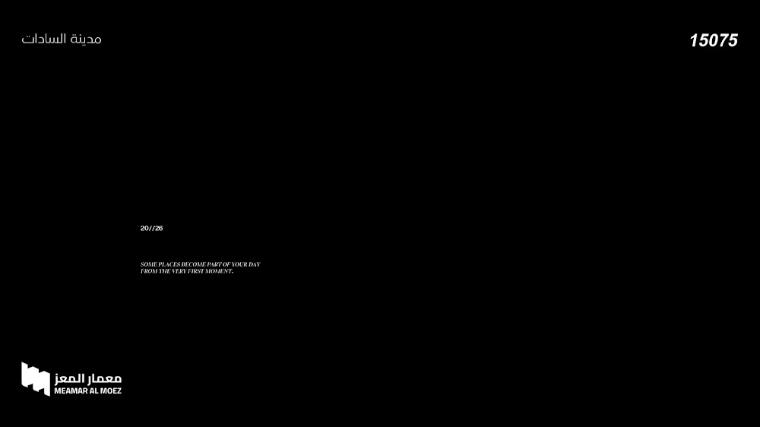 مدينة السادات
15075
20//26
SOME PLACES BECOME PART OF YOUR DAY
FROM THE VERY FIRST MOMENT.
معمار المعز
MEAMAR AL MOEZ